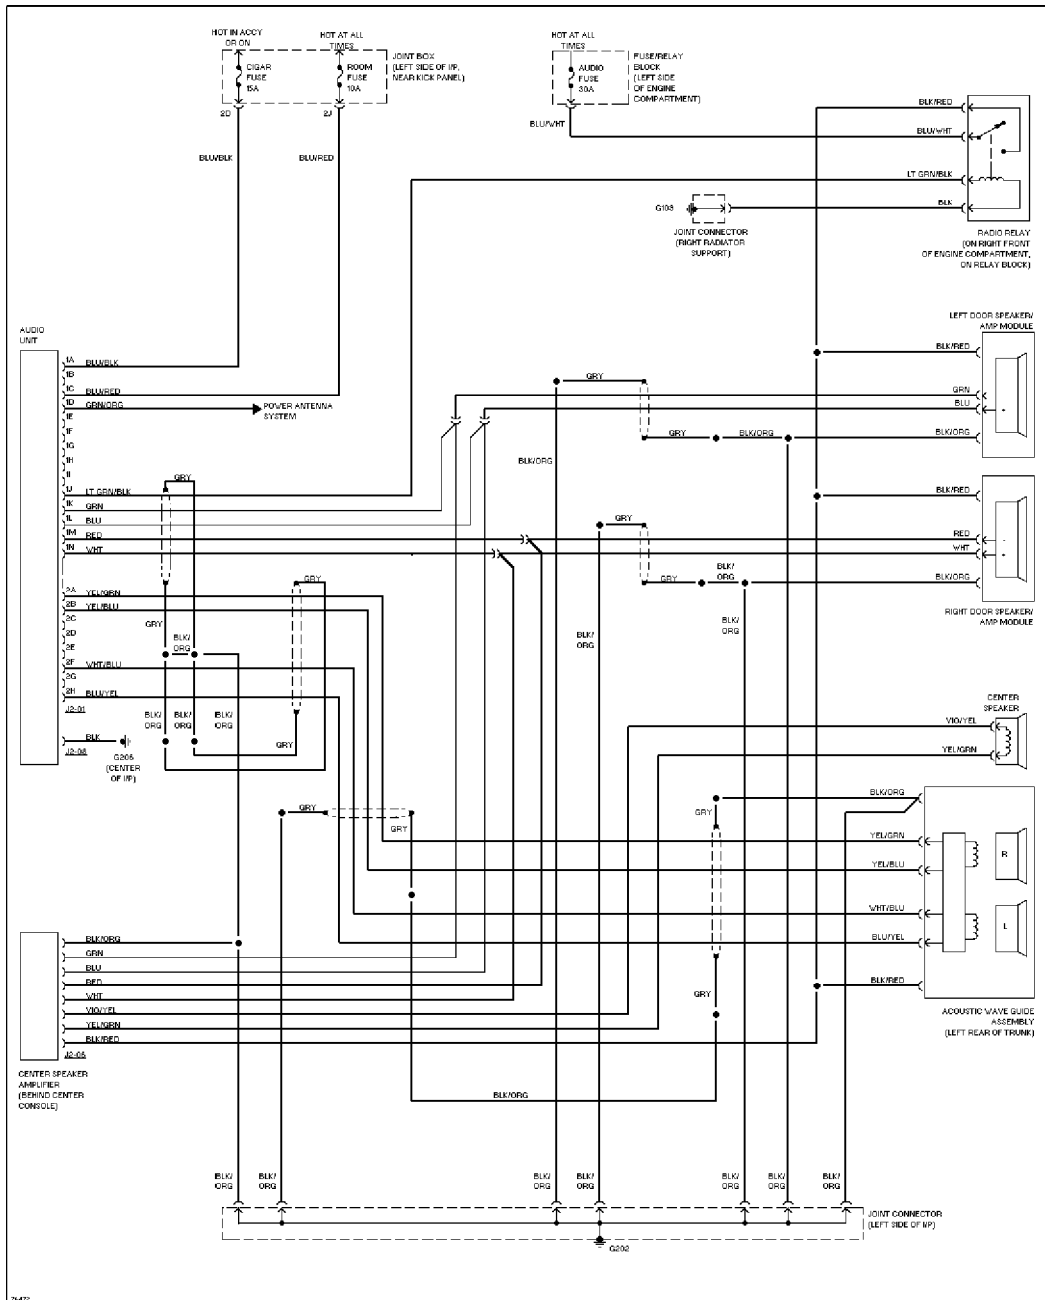 HOT IN ACCY
OR ON
CIGAR
FUSE
15A
2D
HOT AT ALL
TIMES
ROOM
FUSE
10A
2J
JOINT BOX
(LEFT SIDE OF I/P,
NEAR KICK PANEL)
HOT AT ALL
TIMES
AUDIO
FUSE
30A
FUSE/RELAY
BLOCK
(LEFT SIDE
OF ENGINE
COMPARTMENT)
BLU/WHT
BLU/BLK
BLU/RED
BLK/RED
BLU/WHT
LT GRN/BLK
BLK
G103
JOINT CONNECTOR
(RIGHT RADIATOR
SUPPORT)
RADIO RELAY
(ON RIGHT FRONT
OF ENGINE COMPARTMENT,
ON RELAY BLOCK)
AUDIO
UNIT
1A BLU/BLK
1B
1C BLU/RED
1D GRN/ORG
POWER ANTENNA
SYSTEM
1E
1F
1G
1H
1I
1J LT GRN/BLK
1K GRN
1L BLU
1M RED
1N WHT
2A YEL/GRN
2B YEL/BLU
2C
2D
2E
2F WHT/BLU
2G
2H BLU/YEL
J2-01
BLK
J2-03
G206
(CENTER
OF I/P)
GRY
GRY
GRY
BLK/
ORG
BLK/
ORG
BLK/
ORG
BLK/
ORG
GRY
LEFT DOOR SPEAKER/
AMP MODULE
BLK/RED
GRN
BLU
BLK/ORG
GRY
GRY
BLK/ORG
BLK/ORG
BLK/RED
RED
WHT
BLK/ORG
GRY
GRY
BLK/
ORG
BLK/
ORG
BLK/
ORG
RIGHT DOOR SPEAKER/
AMP MODULE
CENTER
SPEAKER
VIO/YEL
YEL/GRN
GRY
GRY
GRY
BLK/ORG
YEL/GRN
YEL/BLU
WHT/BLU
BLU/YEL
BLK/RED
R
L
GRY
ACOUSTIC WAVE GUIDE
ASSEMBLY
(LEFT REAR OF TRUNK)
BLK/ORG
GRN
BLU
RED
WHT
VIO/YEL
YEL/GRN
BLK/RED
J2-06
CENTER SPEAKER
AMPLIFIER
(BEHIND CENTER
CONSOLE)
BLK/ORG
BLK/
ORG
BLK/
ORG
BLK/
ORG
BLK/
ORG
BLK/
ORG
BLK/
ORG
BLK/
ORG
JOINT CONNECTOR
(LEFT SIDE OF I/P)
G202